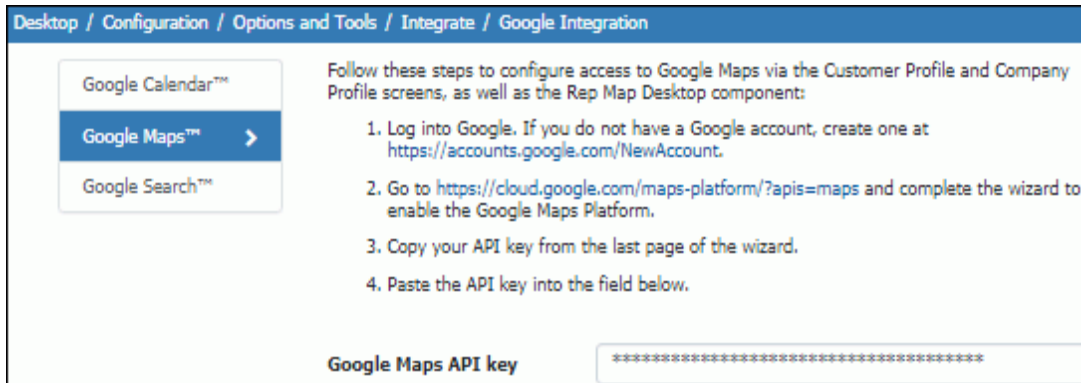 Desktop / Configuration / Options and Tools / Integrate / Google Integration
Google Calendar™
Google Maps™
Google Search™
Follow these steps to configure access to Google Maps via the Customer Profile and Company
Profile screens, as well as the Rep Map Desktop component:
1. Log into Google. If you do not have a Google account, create one at
https://accounts.google.com/NewAccount.
2. Go to https://cloud.google.com/maps-platform/?apis=maps and complete the wizard to
enable the Google Maps Platform.
3. Copy your API key from the last page of the wizard.
4. Paste the API key into the field below.
Google Maps API key
***************************************